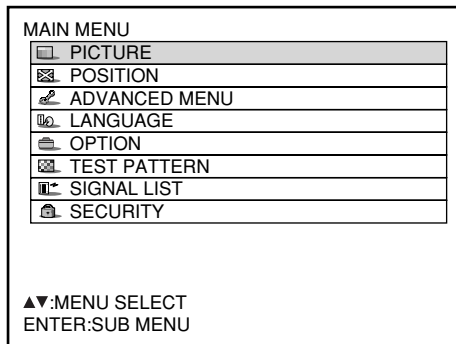 MAIN MENU
PICTURE
POSITION
ADVANCED MENU
LANGUAGE
OPTION
TEST PATTERN
SIGNAL LIST
SECURITY
▲▼:MENU SELECT
ENTER:SUB MENU